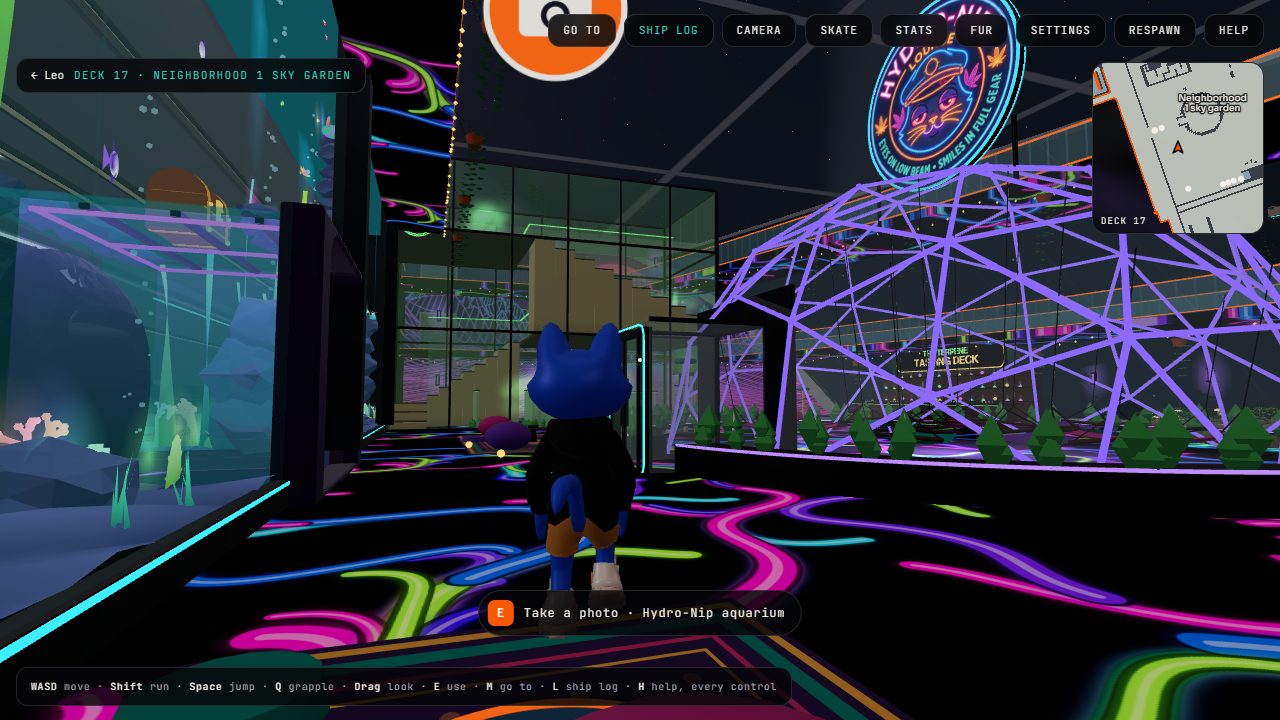 GO TO
SHIP LOG
CAMERA
SKATE
STATS
FUR
SETTINGS
RESPAWN
HELP
← Leo DECK 17 · NEIGHBORHOOD 1 SKY GARDEN
EYES ON LOW BEAM · SMILES IN FULL GEAR
Neighborhood
1 sky garden
DECK 17
TASTING DECK
E Take a photo · Hydro-Nip aquarium
WASD move · Shift run · Space jump · Q grapple · Drag look · E use · M go to · L ship log · H help, every control